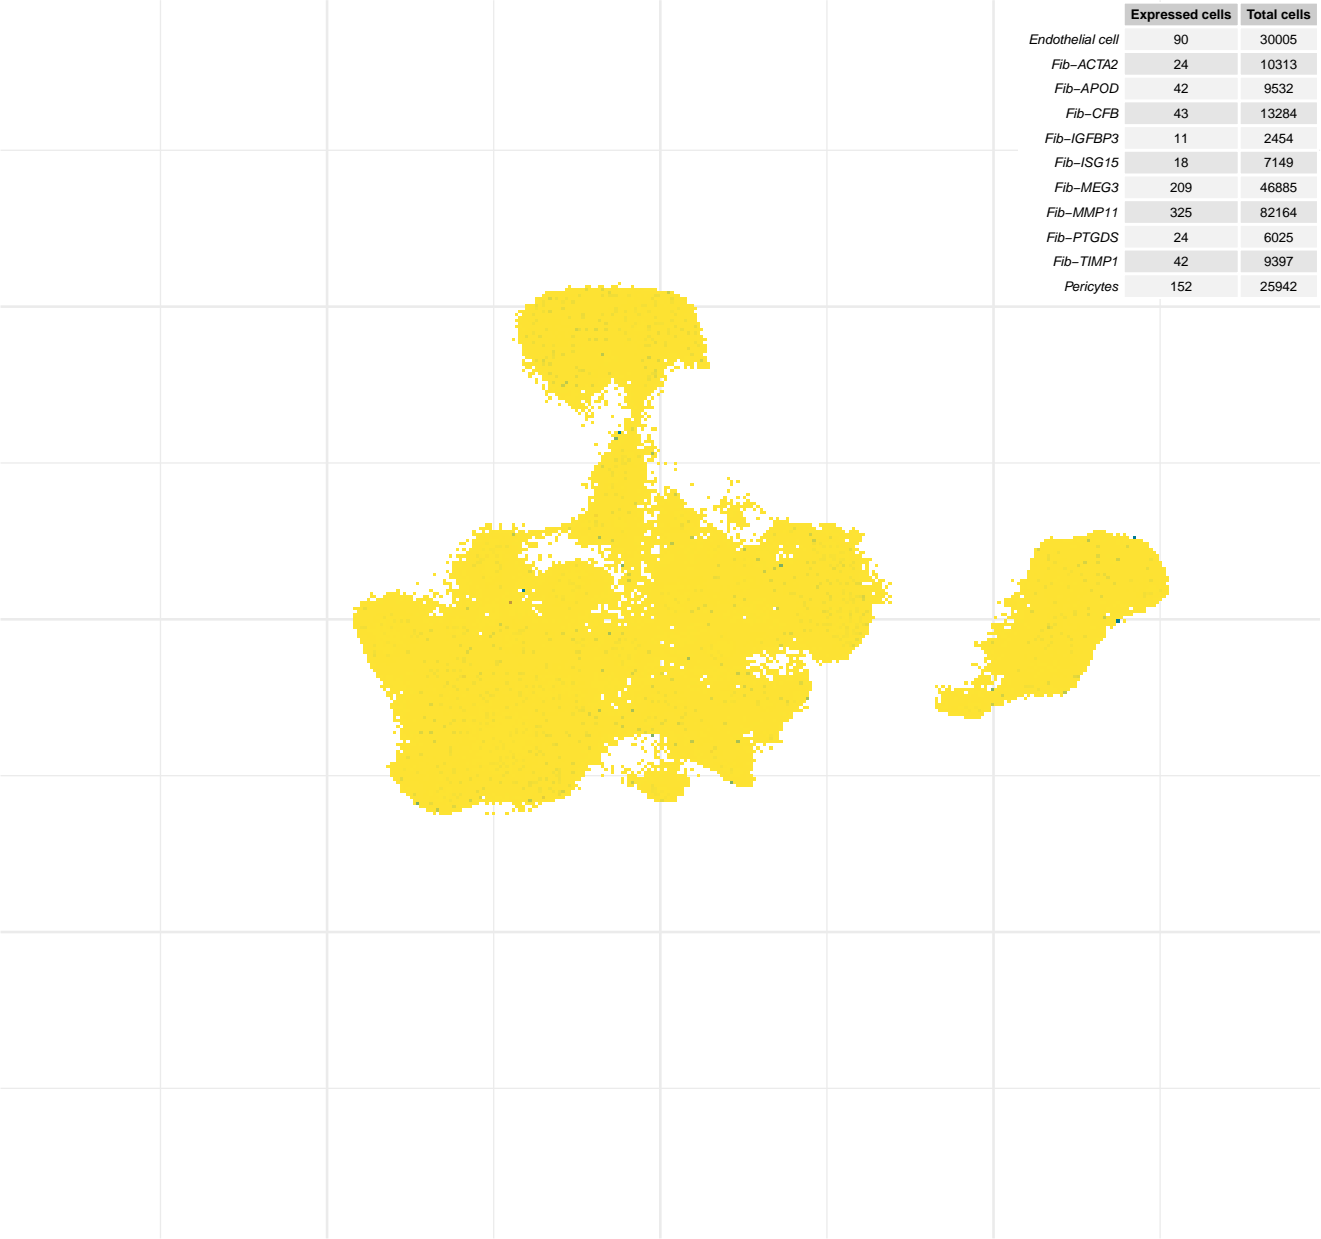 Expressed cells Total cells
Endothelial cell 90 30005
Fib−ACTA2 24 10313
Fib−APOD 42 9532
Fib−CFB 43 13284
Fib−IGFBP3 11 2454
Fib−ISG15 18 7149
Fib−MEG3 209 46885
Fib−MMP11 325 82164
Fib−PTGDS 24 6025
Fib−TIMP1 42 9397
Pericytes 152 25942